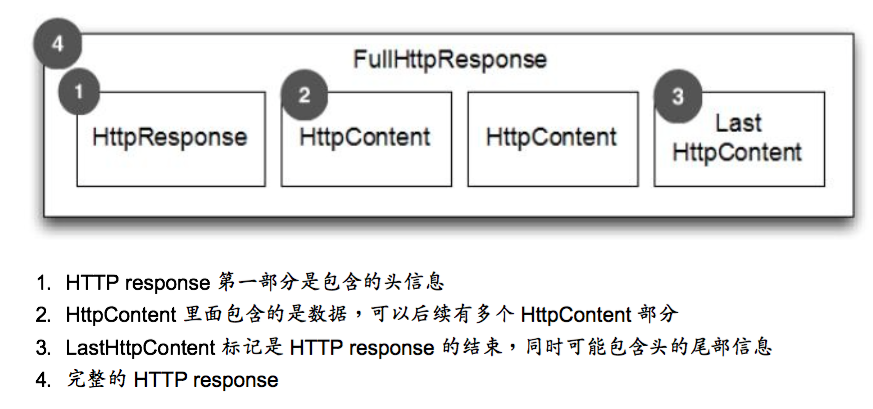 4
FullHttpResponse
1
2
3
HttpResponse
HttpContent
HttpContent
Last
HttpContent
1. HTTP response 第一部分是包含的头信息
2. HttpContent 里面包含的是数据，可以后续有多个 HttpContent 部分
3. LastHttpContent 标记是 HTTP response 的结束，同时可能包含头的尾部信息
4. 完整的 HTTP response